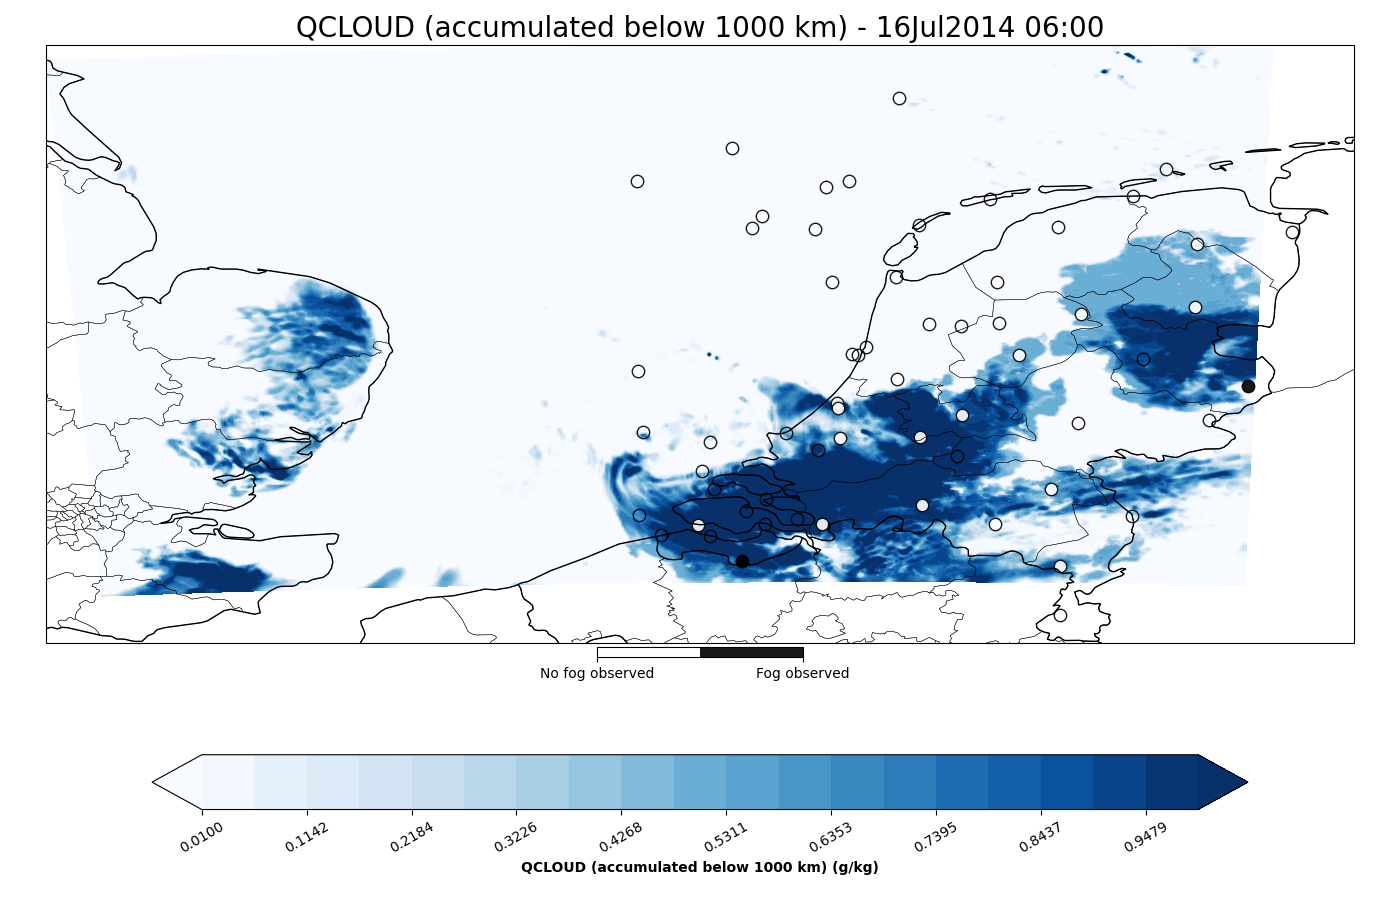 QCLOUD (accumulated below 1000 km) - 16Jul2014 06:00
No fog observed Fog observed
0.0100 0.1142 0.2184 0.3226 0.4268 0.5311 0.6353 0.7395 0.8437 0.9479
QCLOUD (accumulated below 1000 km) (g/kg)